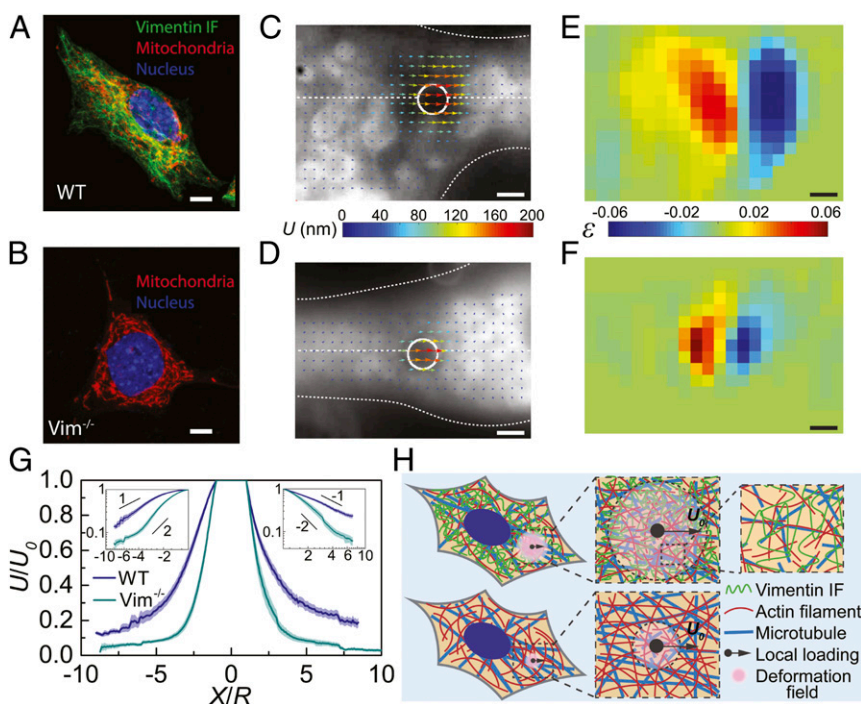 A
Vimentin IF
Mitochondria
Nucleus
WT
B
Mitochondria
Nucleus
Vim-/-
C
U (nm)
0 40 80 120 160 200
D
E
ε
-0.06 -0.02 0.02 0.06
F
G
U/U0
1.0
0.8
0.6
0.4
0.2
0.0
1
0.1
1
2
-10 -6 -4 -2 0
1
0.1
-1
-2
0 2 4 6 8 10
WT
Vim-/-
-10 -5 0 5 10
X/R
H
U0
U0
Vimentin IF
Actin filament
Microtubule
Local loading
Deformation
field